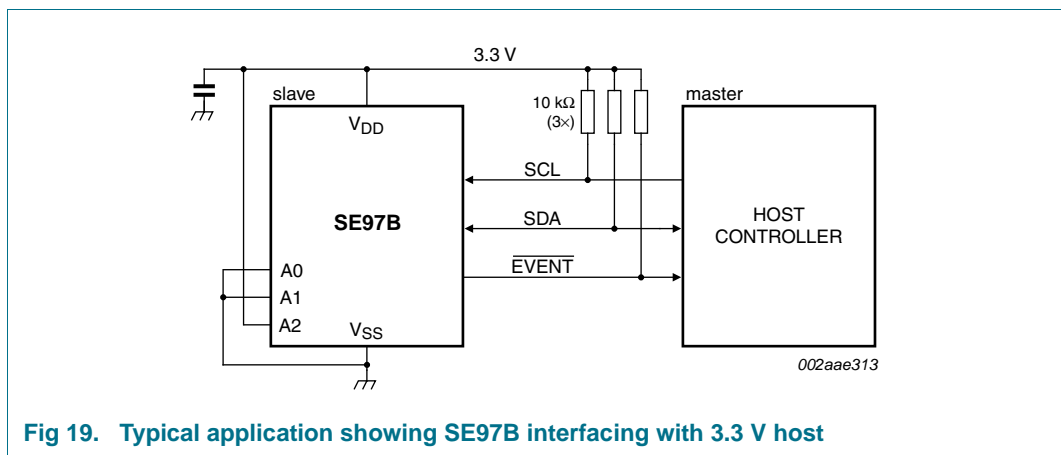 3.3 V
slave
10 kΩ
(3×)
master
VDD
SCL
SE97B
SDA
HOST
CONTROLLER
EVENT
A0
A1
A2
VSS
002aae313
Fig 19. Typical application showing SE97B interfacing with 3.3 V host